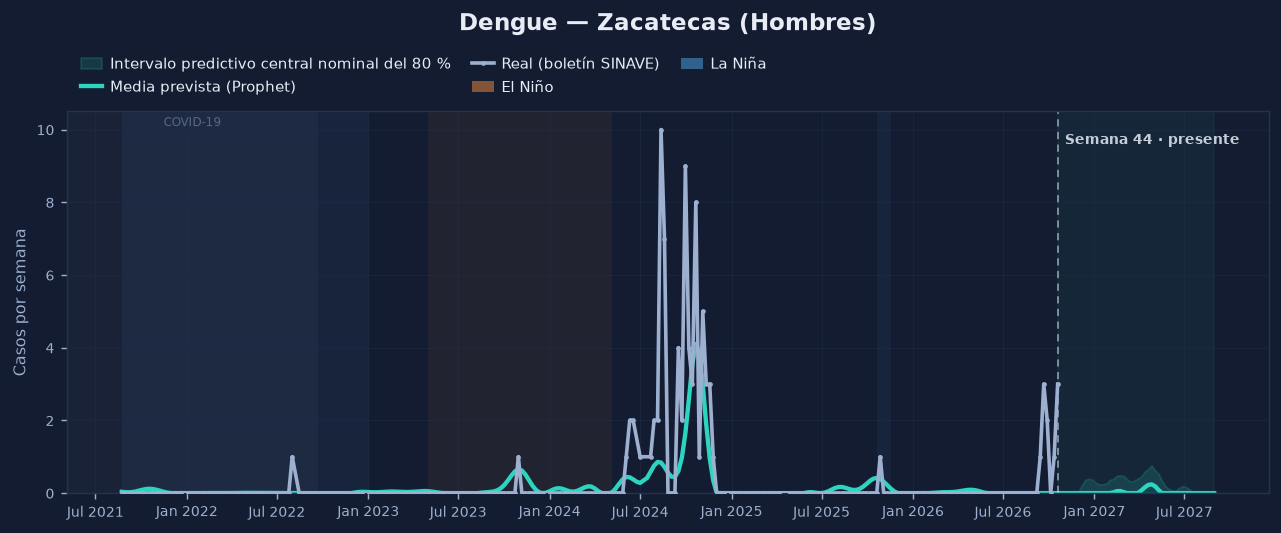 Dengue — Zacatecas (Hombres)
Intervalo predictivo central nominal del 80 %
Real (boletín SINAVE)
La Niña
Media prevista (Prophet)
El Niño
COVID-19
Semana 44 · presente
Casos por semana
10
8
6
4
2
0
Jul 2021
Jan 2022
Jul 2022
Jan 2023
Jul 2023
Jan 2024
Jul 2024
Jan 2025
Jul 2025
Jan 2026
Jul 2026
Jan 2027
Jul 2027